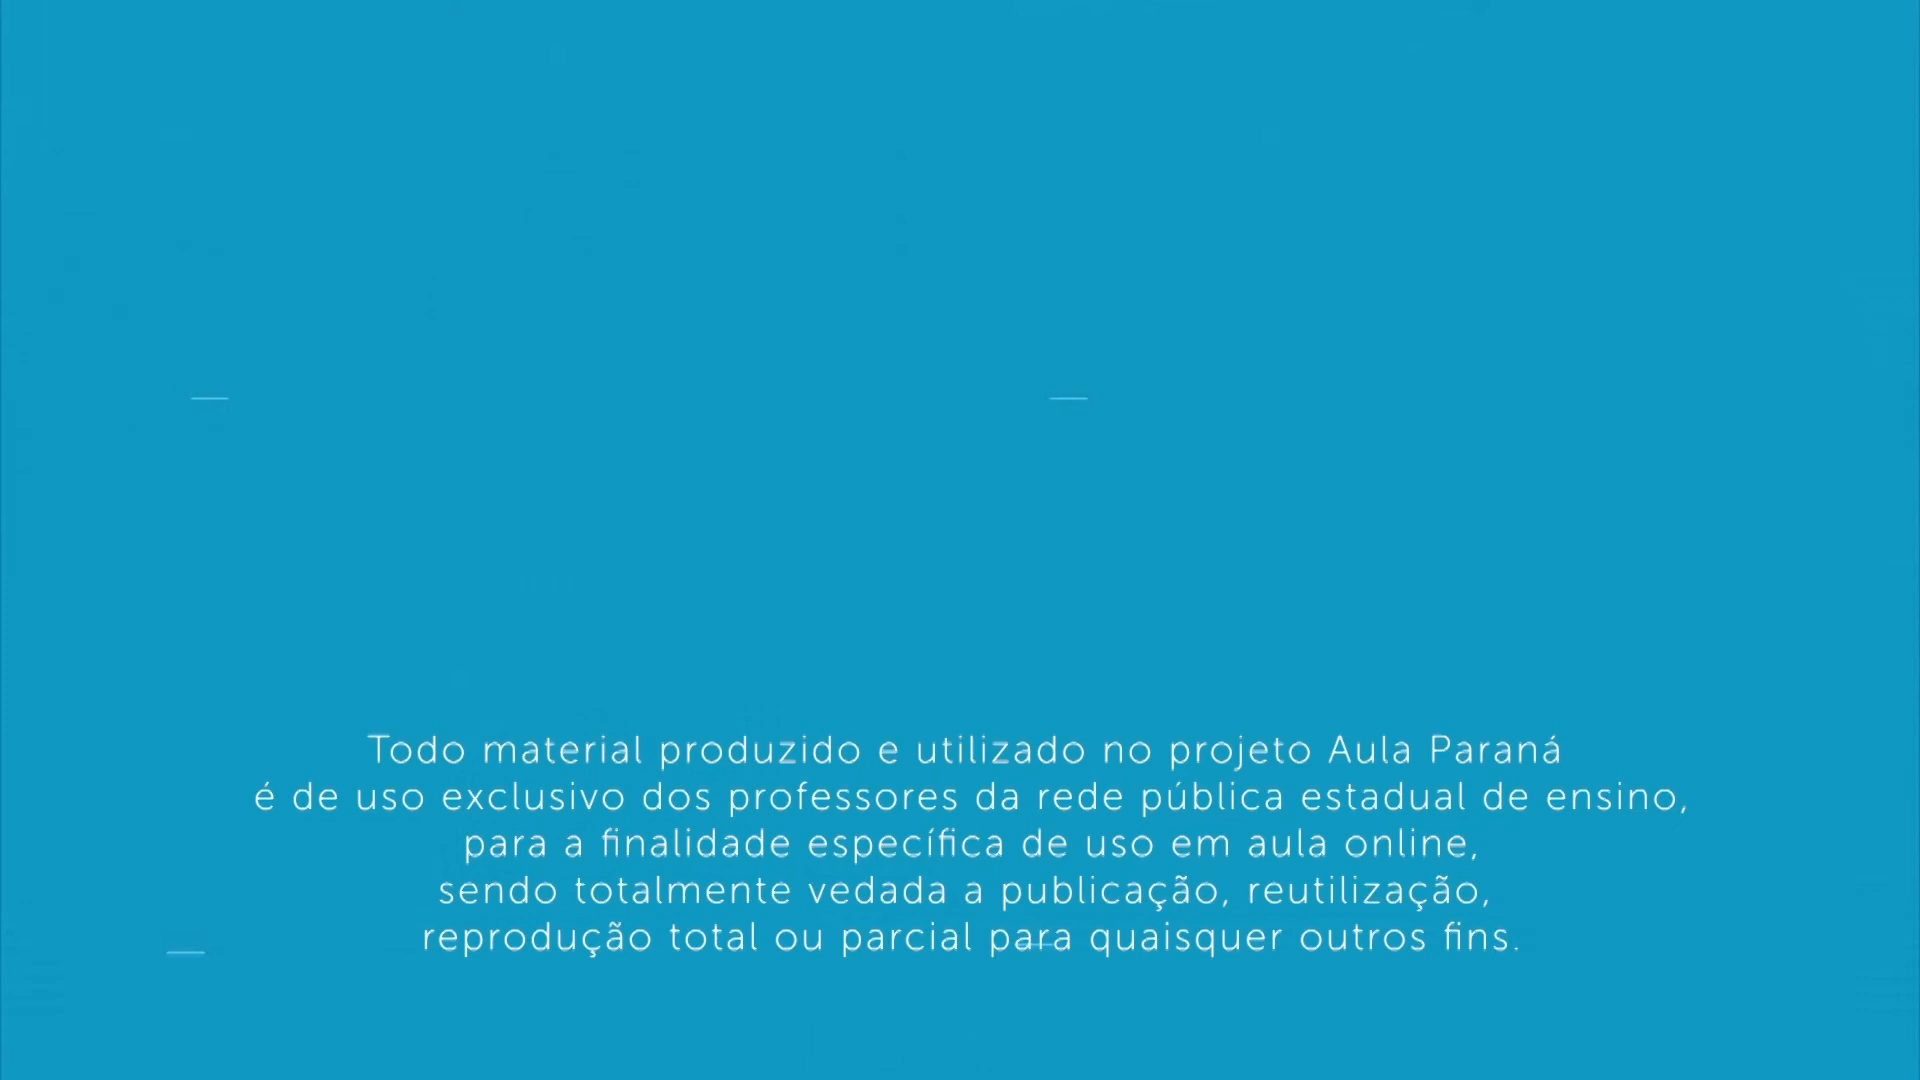 Todo material produzido e utilizado no projeto Aula Paraná
é de uso exclusivo dos professores da rede pública estadual de ensino,
para a finalidade específica de uso em aula online,
sendo totalmente vedada a publicação, reutilização,
reprodução total ou parcial para quaisquer outros fins.